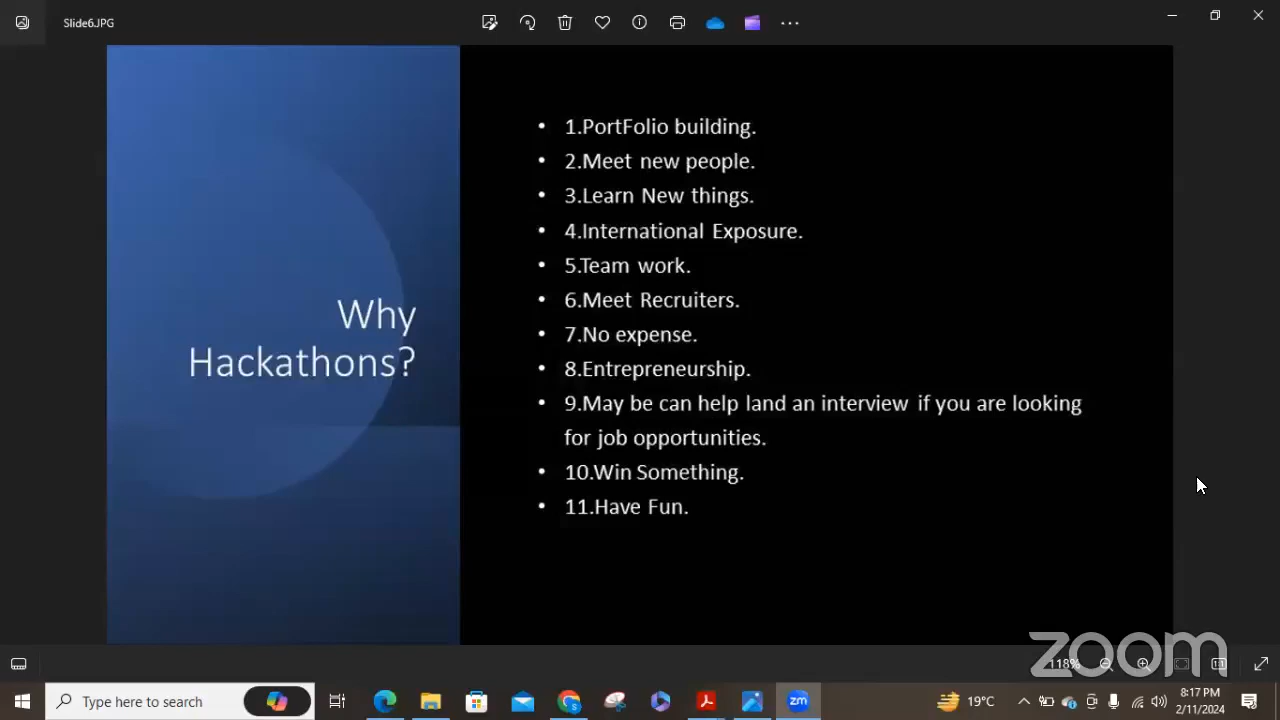 Slide6.JPG
Why
Hackathons?
• 1.PortFolio building.
• 2.Meet new people.
• 3.Learn New things.
• 4.International Exposure.
• 5.Team work.
• 6.Meet Recruiters.
• 7.No expense.
• 8.Entrepreneurship.
• 9.May be can help land an interview if you are looking
for job opportunities.
• 10.Win Something.
• 11.Have Fun.
zoom
118%
Type here to search
zm
19°C
8:17 PM
2/11/2024